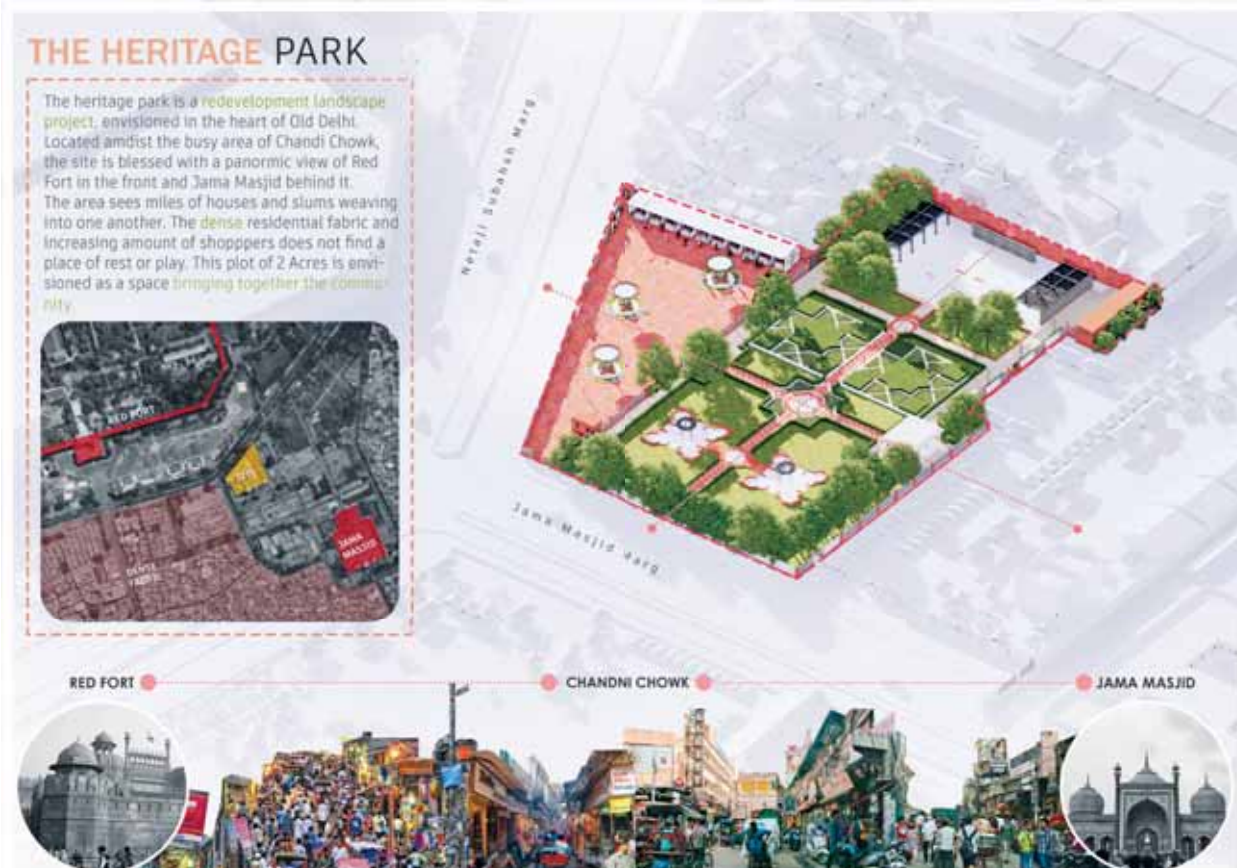 THE HERITAGE PARK
The heritage park is a redevelopment landscape
project, envisioned in the heart of Old Delhi.
Located amdist the busy area of Chandi Chowk,
the site is blessed with a panormic view of Red
Fort in the front and Jama Masjid behind it.
The area sees miles of houses and slums weaving
into one another. The dense residential fabric and
increasing amount of shopppers does not find a
place of rest or play. This plot of 2 Acres is envi-
sioned as a space bringing together the commu-
nity.
RED FORT
JAMA
MASJID
DENSE
Netaji Subahsh Marg
Jama Masjid
RED FORT
CHANDNI CHOWK
JAMA MASJID